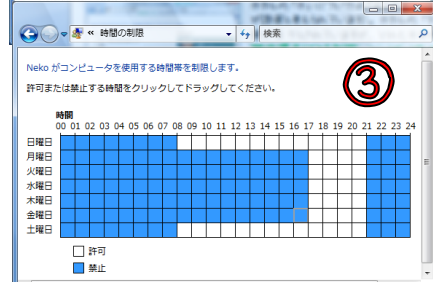 « 時間の制限
検索
Neko がコンピュータを使用する時間帯を制限します。
許可または禁止する時間をクリックしてドラッグしてください。
③
時間
00 01 02 03 04 05 06 07 08 09 10 11 12 13 14 15 16 17 18 19 20 21 22 23 24
日曜日
月曜日
火曜日
水曜日
木曜日
金曜日
土曜日
許可
禁止